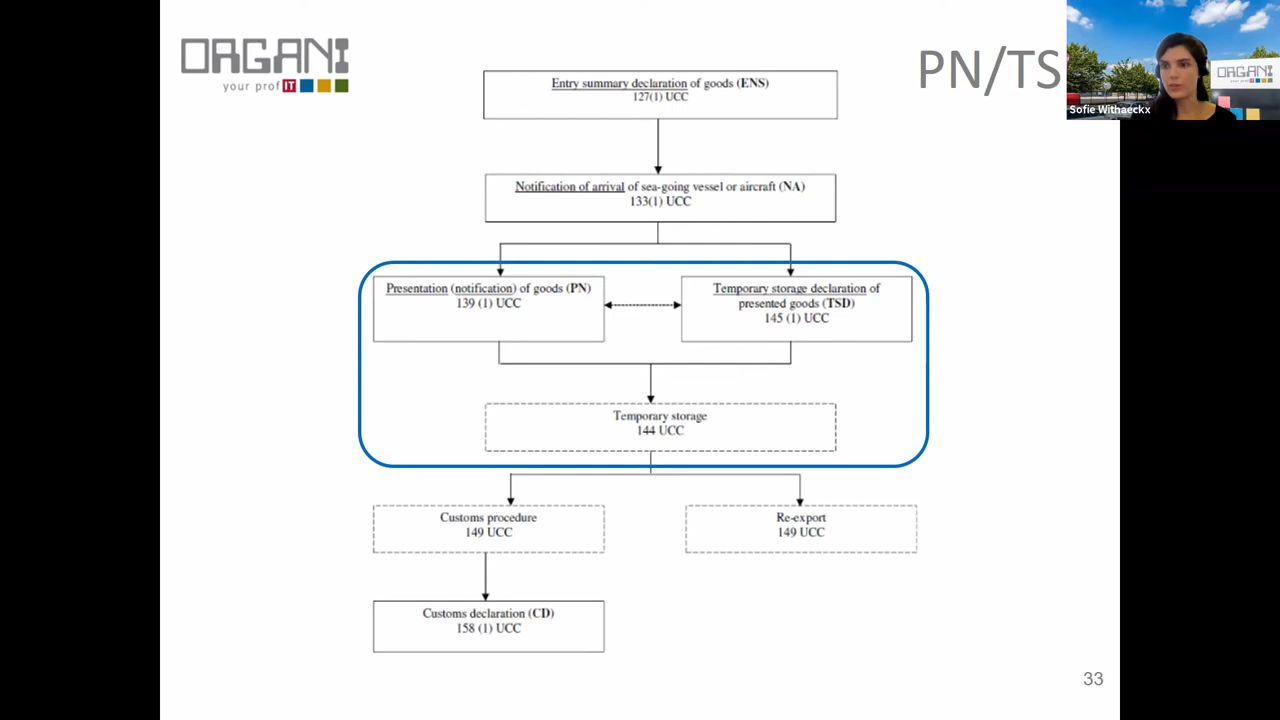 ORGANI
your profIT
PN/TS
ORGANI
Sofie Withaeckx
Entry summary declaration of goods (ENS)
127(1) UCC
Notification of arrival of sea-going vessel or aircraft (NA)
133(1) UCC
Presentation (notification) of goods (PN)
139 (1) UCC
Temporary storage declaration of
presented goods (TSD)
145 (1) UCC
Temporary storage
144 UCC
Customs procedure
149 UCC
Re-export
149 UCC
Customs declaration (CD)
158 (1) UCC
33